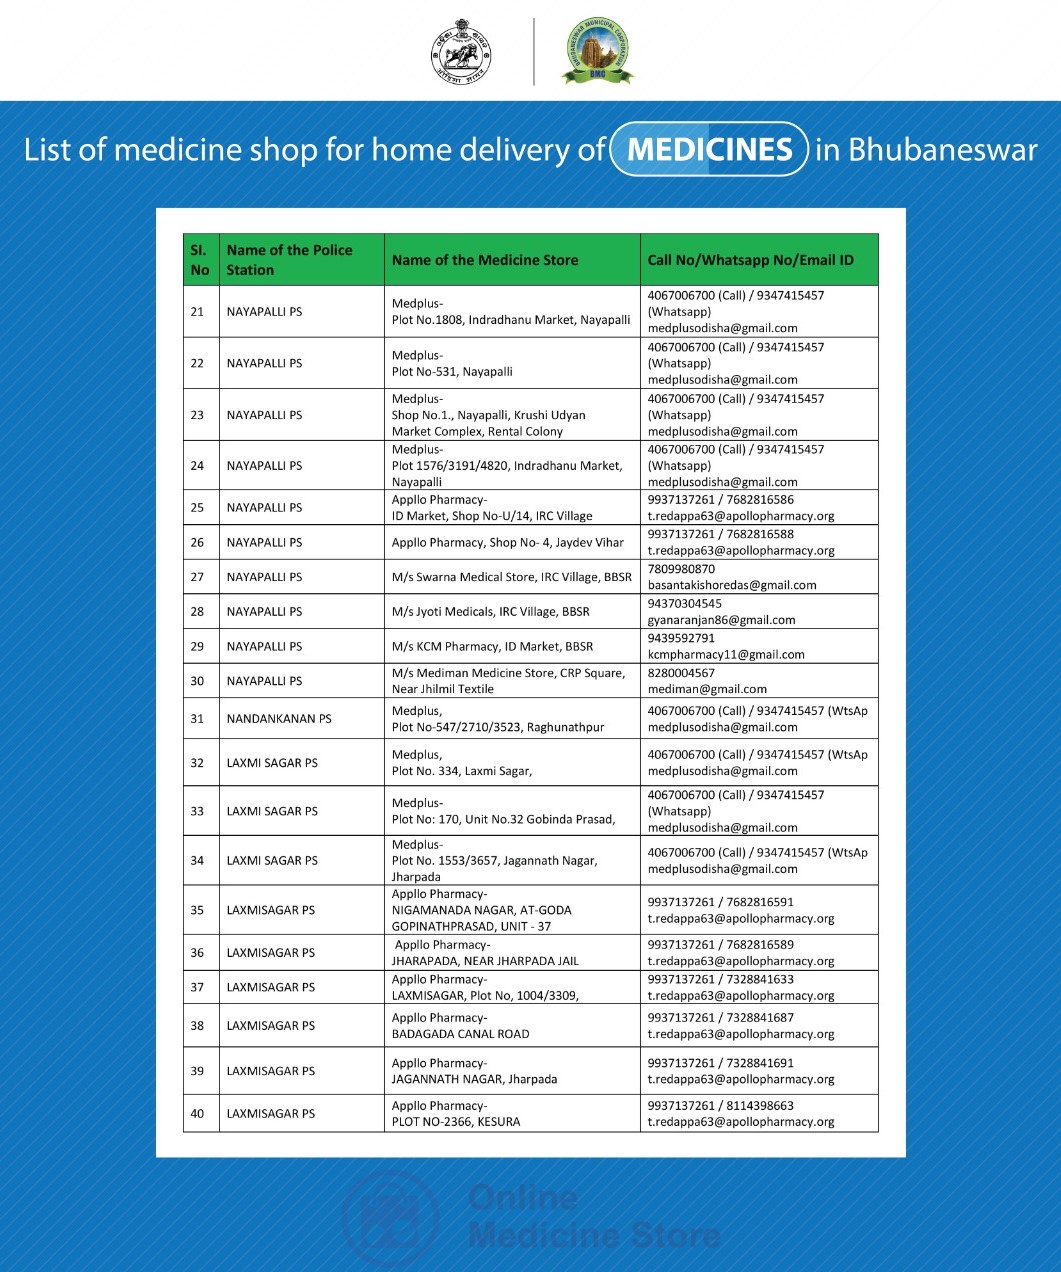 ଓଡ଼ିଶା ସରକାର
BHUBANESWAR MUNICIPAL CORPORATION
BMC
List of medicine shop for home delivery of MEDICINES in Bhubaneswar
Sl. No Name of the Police Station Name of the Medicine Store Call No/Whatsapp No/Email ID
21 NAYAPALLI PS Medplus-
Plot No.1808, Indradhanu Market, Nayapalli
4067006700 (Call) / 9347415457
(Whatsapp)
medplusodisha@gmail.com
22 NAYAPALLI PS Medplus-
Plot No-531, Nayapalli
4067006700 (Call) / 9347415457
(Whatsapp)
medplusodisha@gmail.com
23 NAYAPALLI PS Medplus-
Shop No.1., Nayapalli, Krushi Udyan
Market Complex, Rental Colony
4067006700 (Call) / 9347415457
(Whatsapp)
medplusodisha@gmail.com
24 NAYAPALLI PS Medplus-
Plot 1576/3191/4820, Indradhanu Market,
Nayapalli
4067006700 (Call) / 9347415457
(Whatsapp)
medplusodisha@gmail.com
25 NAYAPALLI PS Appllo Pharmacy-
ID Market, Shop No-U/14, IRC Village
9937137261 / 7682816586
t.redappa63@apollopharmacy.org
26 NAYAPALLI PS Appllo Pharmacy, Shop No- 4, Jaydev Vihar
9937137261 / 7682816588
t.redappa63@apollopharmacy.org
27 NAYAPALLI PS M/s Swarna Medical Store, IRC Village, BBSR
7809980870
basantakishoredas@gmail.com
28 NAYAPALLI PS M/s Jyoti Medicals, IRC Village, BBSR
94370304545
gyanaranjan86@gmail.com
29 NAYAPALLI PS M/s KCM Pharmacy, ID Market, BBSR
9439592791
kcmpharmacy11@gmail.com
30 NAYAPALLI PS M/s Mediman Medicine Store, CRP Square,
Near Jhilmil Textile
8280004567
mediman@gmail.com
31 NANDANKANAN PS Medplus,
Plot No-547/2710/3523, Raghunathpur
4067006700 (Call) / 9347415457 (WtsAp
medplusodisha@gmail.com
32 LAXMI SAGAR PS Medplus,
Plot No. 334, Laxmi Sagar,
4067006700 (Call) / 9347415457 (WtsAp
medplusodisha@gmail.com
33 LAXMI SAGAR PS Medplus-
Plot No: 170, Unit No.32 Gobinda Prasad,
4067006700 (Call) / 9347415457
(Whatsapp)
medplusodisha@gmail.com
34 LAXMI SAGAR PS Medplus-
Plot No. 1553/3657, Jagannath Nagar,
Jharpada
4067006700 (Call) / 9347415457 (WtsAp
medplusodisha@gmail.com
35 LAXMISAGAR PS Appllo Pharmacy-
NIGAMANADA NAGAR, AT-GODA
GOPINATHPRASAD, UNIT - 37
9937137261 / 7682816591
t.redappa63@apollopharmacy.org
36 LAXMISAGAR PS Appllo Pharmacy-
JHARAPADA, NEAR JHARPADA JAIL
9937137261 / 7682816589
t.redappa63@apollopharmacy.org
37 LAXMISAGAR PS Appllo Pharmacy-
LAXMISAGAR, Plot No, 1004/3309,
9937137261 / 7328841633
t.redappa63@apollopharmacy.org
38 LAXMISAGAR PS Appllo Pharmacy-
BADAGADA CANAL ROAD
9937137261 / 7328841687
t.redappa63@apollopharmacy.org
39 LAXMISAGAR PS Appllo Pharmacy-
JAGANNATH NAGAR, Jharpada
9937137261 / 7328841691
t.redappa63@apollopharmacy.org
40 LAXMISAGAR PS Appllo Pharmacy-
PLOT NO-2366, KESURA
9937137261 / 8114398663
t.redappa63@apollopharmacy.org
Online
Medicine Store